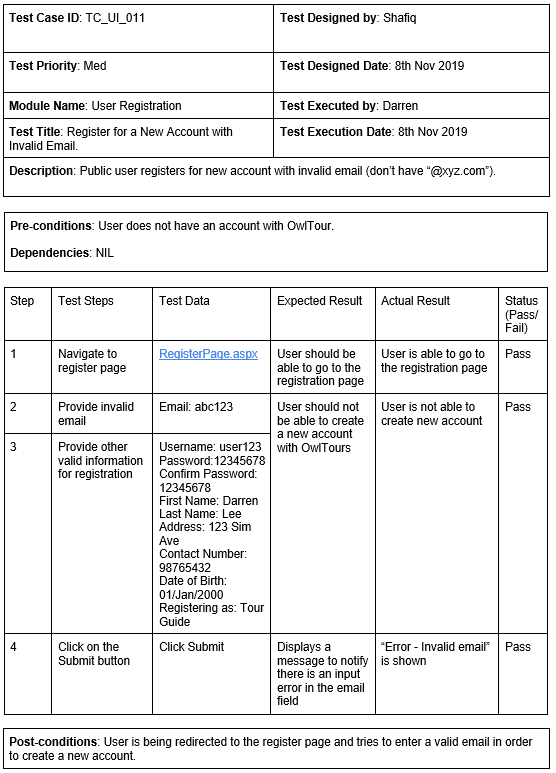 Test Case ID: TC_UI_011
Test Designed by: Shafiq
Test Priority: Med
Test Designed Date: 8th Nov 2019
Module Name: User Registration
Test Executed by: Darren
Test Title: Register for a New Account with
Invalid Email.
Test Execution Date: 8th Nov 2019
Description: Public user registers for new account with invalid email (don't have “@xyz.com”).
Pre-conditions: User does not have an account with OwlTour.
Dependencies: NIL
Step
Test Steps
Test Data
Expected Result
Actual Result
Status
(Pass/
Fail)
1
Navigate to
register page
RegisterPage.aspx
User should be
able to go to the
registration page
User is able to go to
the registration page
Pass
2
Provide invalid
email
Email: abc123
User should not
be able to create
a new account
with OwlTours
User is not able to
create new account
Pass
3
Provide other
valid information
for registration
Username: user123
Password:12345678
Confirm Password:
12345678
First Name: Darren
Last Name: Lee
Address: 123 Sim
Ave
Contact Number:
98765432
Date of Birth:
01/Jan/2000
Registering as: Tour
Guide
4
Click on the
Submit button
Click Submit
Displays a
message to notify
there is an input
error in the email
field
“Error - Invalid email”
is shown
Pass
Post-conditions: User is being redirected to the register page and tries to enter a valid email in order
to create a new account.